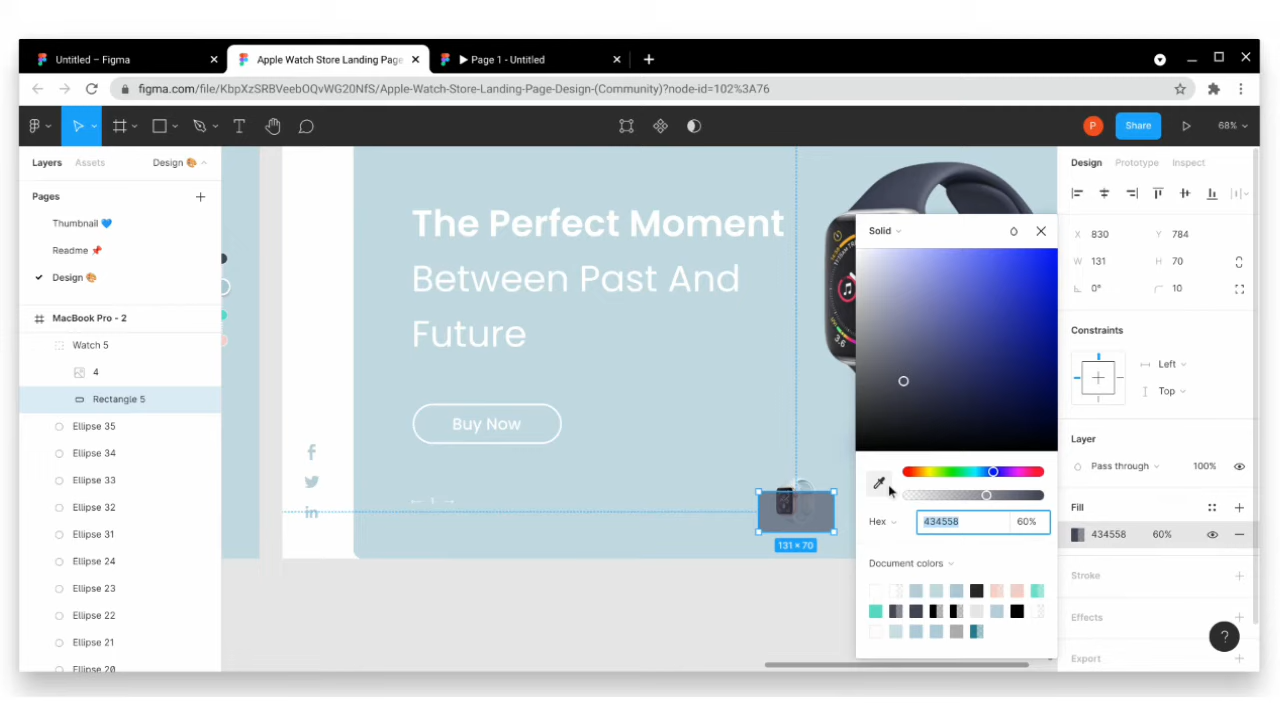 Untitled – Figma
Apple Watch Store Landing Page
Page 1 - Untitled
figma.com/file/KbpXzSRBVeebOQvWG20NfS/Apple-Watch-Store-Landing-Page-Design-(Community)?node-id=102%3A76
P
Share
68%
Layers
Assets
Design 🎨
Design
Prototype
Inspect
Pages
Thumbnail 💙
Readme 📌
Design 🎨
MacBook Pro - 2
Watch 5
4
Rectangle 5
Ellipse 35
Ellipse 34
Ellipse 33
Ellipse 32
Ellipse 31
Ellipse 24
Ellipse 23
Ellipse 22
Ellipse 21
Ellipse 20
The Perfect Moment
Between Past And
Future
Buy Now
1
131 × 70
3.6
Solid
Hex
434558
60%
Document colors
X 830
Y 784
W 131
H 70
0°
10
Constraints
Left
Top
Layer
Pass through
100%
Fill
434558
60%
Stroke
Effects
Export
?